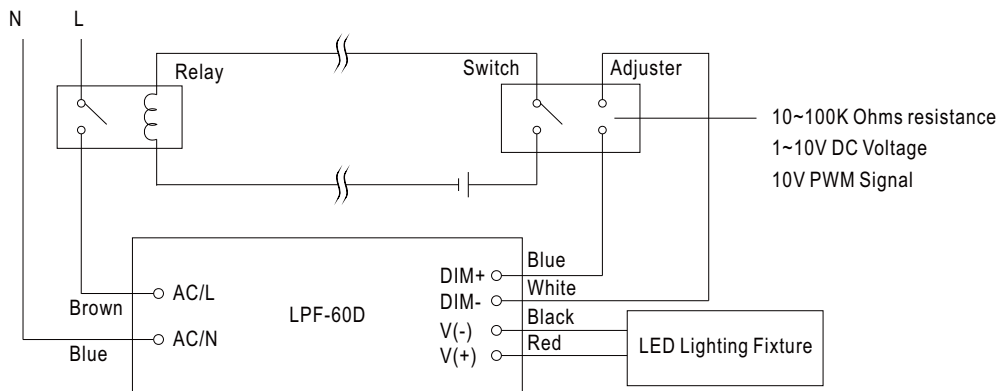 N L
Relay
Switch
Adjuster
10~100K Ohms resistance
1~10V DC Voltage
10V PWM Signal
Blue
DIM+
White
DIM-
Black
V(-)
Red
V(+)
AC/L
Brown
LPF-60D
AC/N
Blue
LED Lighting Fixture